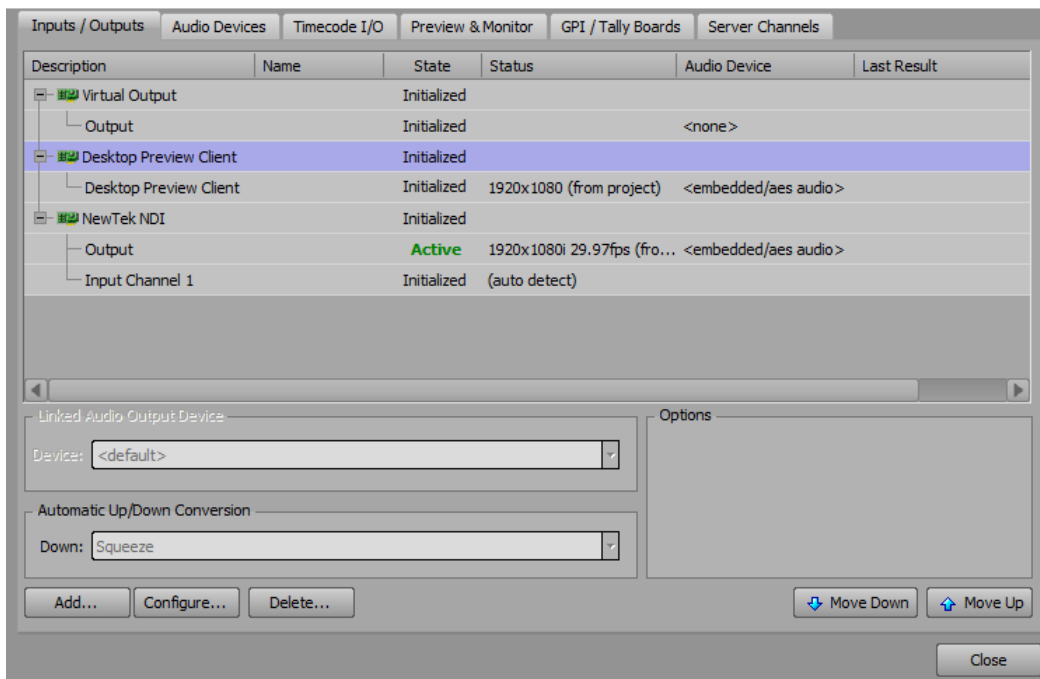 Inputs / Outputs Audio Devices Timecode I/O Preview & Monitor GPI / Tally Boards Server Channels
Description Name State Status Audio Device Last Result
Virtual Output Initialized
Output Initialized <none>
Desktop Preview Client Initialized
Desktop Preview Client Initialized 1920x1080 (from project) <embedded/aes audio>
NewTek NDI Initialized
Output Active 1920x1080i 29.97fps (fro... <embedded/aes audio>
Input Channel 1 Initialized (auto detect)
Linked Audio Output Device Options
Device: <default>
Automatic Up/Down Conversion
Down: Squeeze
Add... Configure... Delete... Move Down Move Up
Close